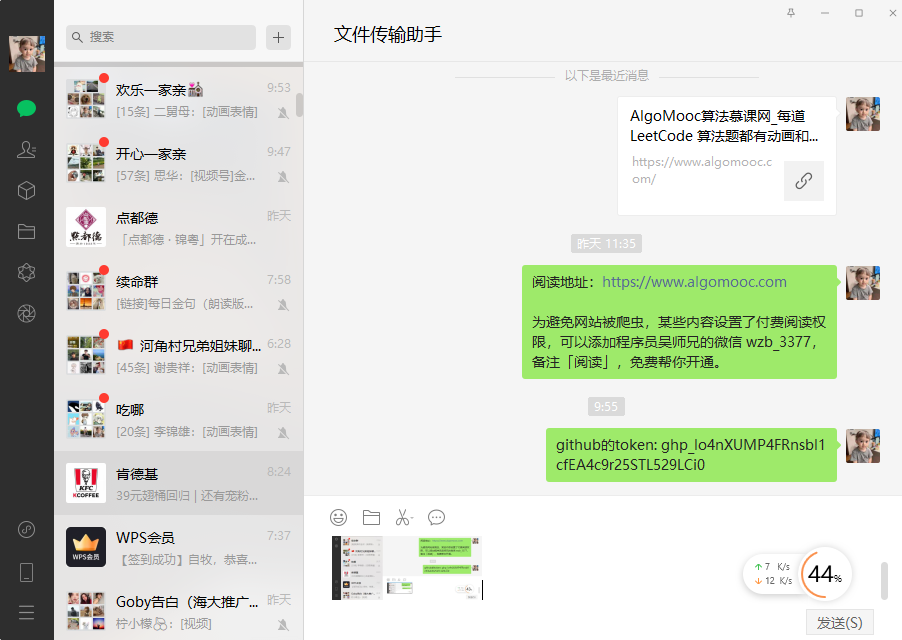 搜索
欢乐一家亲
9:53
[15条] 二舅母：[动画表情]
开心一家亲
9:47
[57条] 思华：[视频号]金...
点都德
昨天
「点都德 · 锦粤」开在成...
续命群
7:58
[链接]每日金句（朗读版...
河角村兄弟姐妹聊...
6:28
[45条] 谢贵祥：[动画表情]
吃哪
昨天
[20条] 李锦雄：[动画表情]
KFC
KCOFFEE
肯德基
8:24
39元翅桶回归 | 还有宠粉...
WPS会员
WPS会员
7:37
【签到成功】自牧，恭喜...
Goby告白（海大推广...
昨天
柠小檬：[视频]
文件传输助手
以下是最近消息
AlgoMooc算法慕课网_每道
LeetCode 算法题都有动画和...
https://www.algomooc.c
om/
昨天 11:35
阅读地址：https://www.algomooc.com
为避免网站被爬虫，某些内容设置了付费阅读权
限，可以添加程序员吴师兄的微信 wzb_3377，
备注「阅读」，免费帮你开通。
9:55
github的token: ghp_lo4nXUMP4FRnsbl1
cfEA4c9r25STL529LCi0
7 K/s
12 K/s
44%
发送(S)